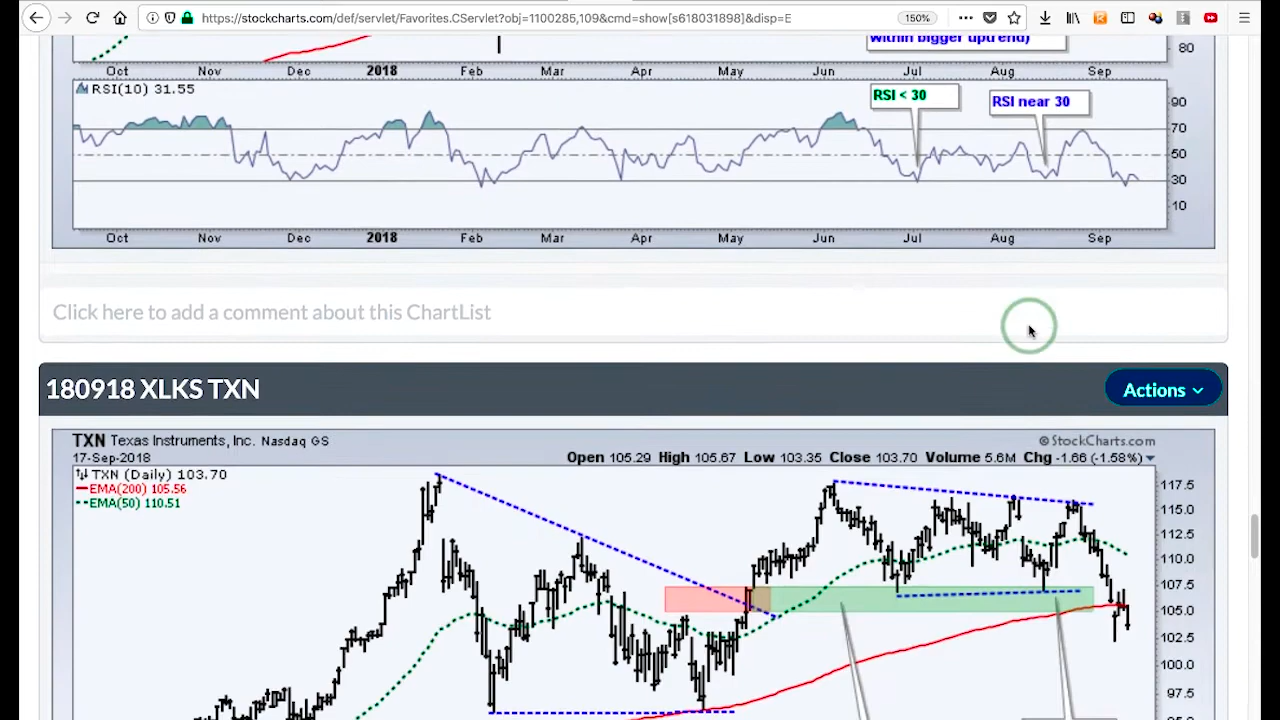 https://stockcharts.com/def/servlet/Favorites.CServlet?obj=1100285,109&cmd=show[s618031898]&disp=E
150%
within bigger uptrend)
80
Oct Nov Dec 2018 Feb Mar Apr May Jun Jul Aug Sep
RSI(10) 31.55
RSI < 30
RSI near 30
90
70
50
30
10
Oct Nov Dec 2018 Feb Mar Apr May Jun Jul Aug Sep
Click here to add a comment about this ChartList
180918 XLKS TXN
Actions
TXN Texas Instruments, Inc. Nasdaq GS
© StockCharts.com
17-Sep-2018
Open 105.29 High 105.67 Low 103.35 Close 103.70 Volume 5.6M Chg -1.66 (-1.58%)
TXN (Daily) 103.70
EMA(200) 105.56
EMA(50) 110.51
117.5
115.0
112.5
110.0
107.5
105.0
102.5
100.0
97.5
95.0